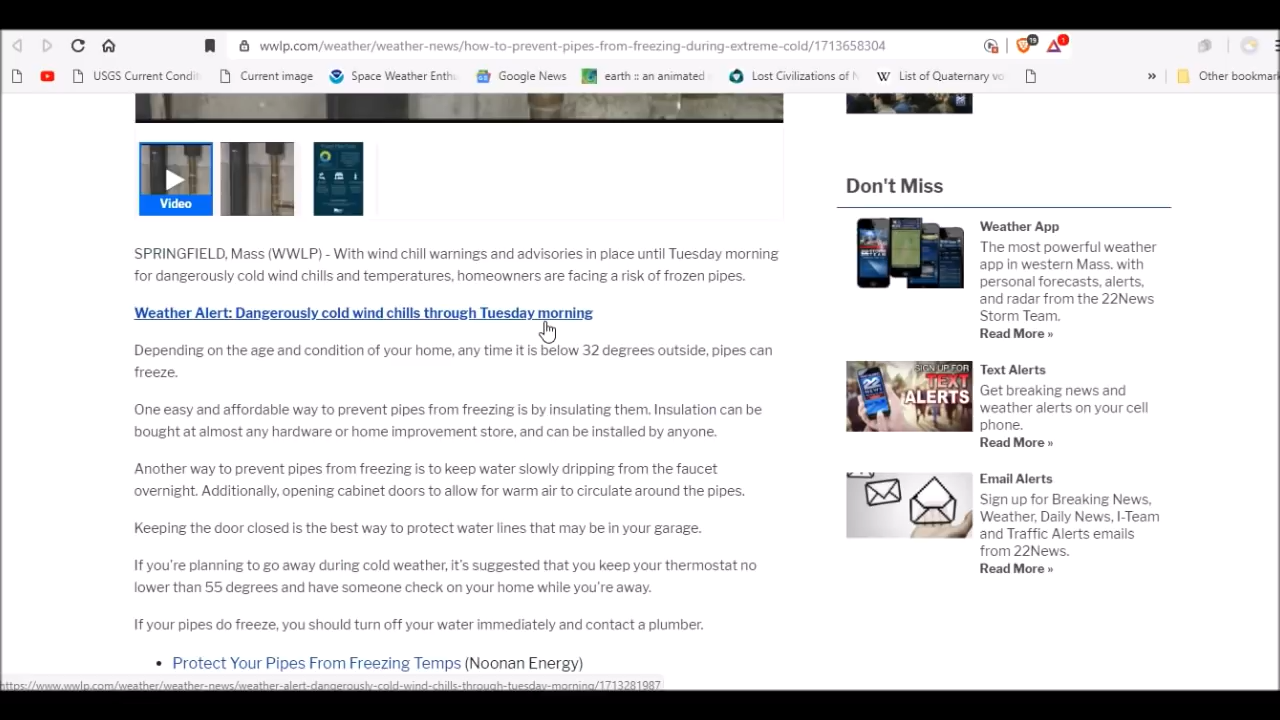 wwlp.com/weather/weather-news/how-to-prevent-pipes-from-freezing-during-extreme-cold/1713658304
19
1
USGS Current Condi
Current image
Space Weather Enth
Google News
earth :: an animated
Lost Civilizations of
List of Quaternary vo
»
Other bookmark
Video
SPRINGFIELD, Mass (WWLP) - With wind chill warnings and advisories in place until Tuesday morning
for dangerously cold wind chills and temperatures, homeowners are facing a risk of frozen pipes.
Weather Alert: Dangerously cold wind chills through Tuesday morning
Depending on the age and condition of your home, any time it is below 32 degrees outside, pipes can
freeze.
One easy and affordable way to prevent pipes from freezing is by insulating them. Insulation can be
bought at almost any hardware or home improvement store, and can be installed by anyone.
Another way to prevent pipes from freezing is to keep water slowly dripping from the faucet
overnight. Additionally, opening cabinet doors to allow for warm air to circulate around the pipes.
Keeping the door closed is the best way to protect water lines that may be in your garage.
If you're planning to go away during cold weather, it's suggested that you keep your thermostat no
lower than 55 degrees and have someone check on your home while you're away.
If your pipes do freeze, you should turn off your water immediately and contact a plumber.
• Protect Your Pipes From Freezing Temps (Noonan Energy)
Don't Miss
Weather App
The most powerful weather
app in western Mass. with
personal forecasts, alerts,
and radar from the 22News
Storm Team.
Read More »
SIGN UP FOR
TEXT
ALERTS
22
Text Alerts
Get breaking news and
weather alerts on your cell
phone.
Read More »
Email Alerts
Sign up for Breaking News,
Weather, Daily News, I-Team
and Traffic Alerts emails
from 22News.
Read More »
https://www.wwlp.com/weather/weather-news/weather-alert-dangerously-cold-wind-chills-through-tuesday-morning/1713281987